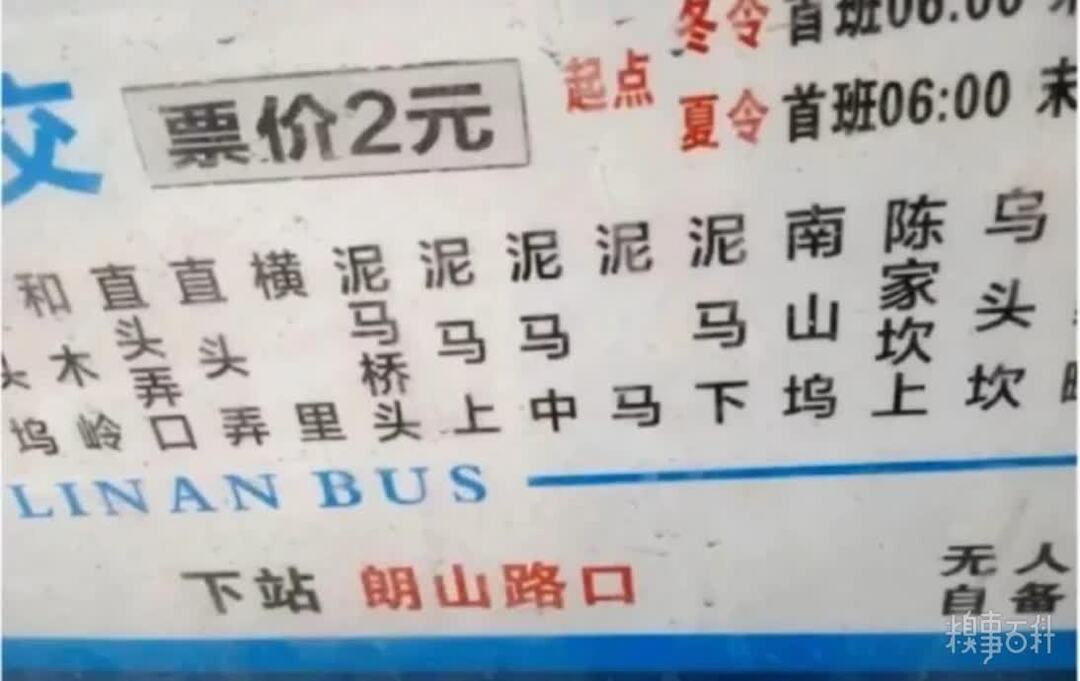 交
票价2元
起点
冬令 首班06:00
夏令 首班06:00 末
坞
和木岭
直头弄口
直头弄
横里
泥马桥头
泥马上
泥马中
泥马
泥马下
南山坞
陈家坎上
乌头坎
LINAN BUS
下站 朗山路口
无人
自备
糗事百科